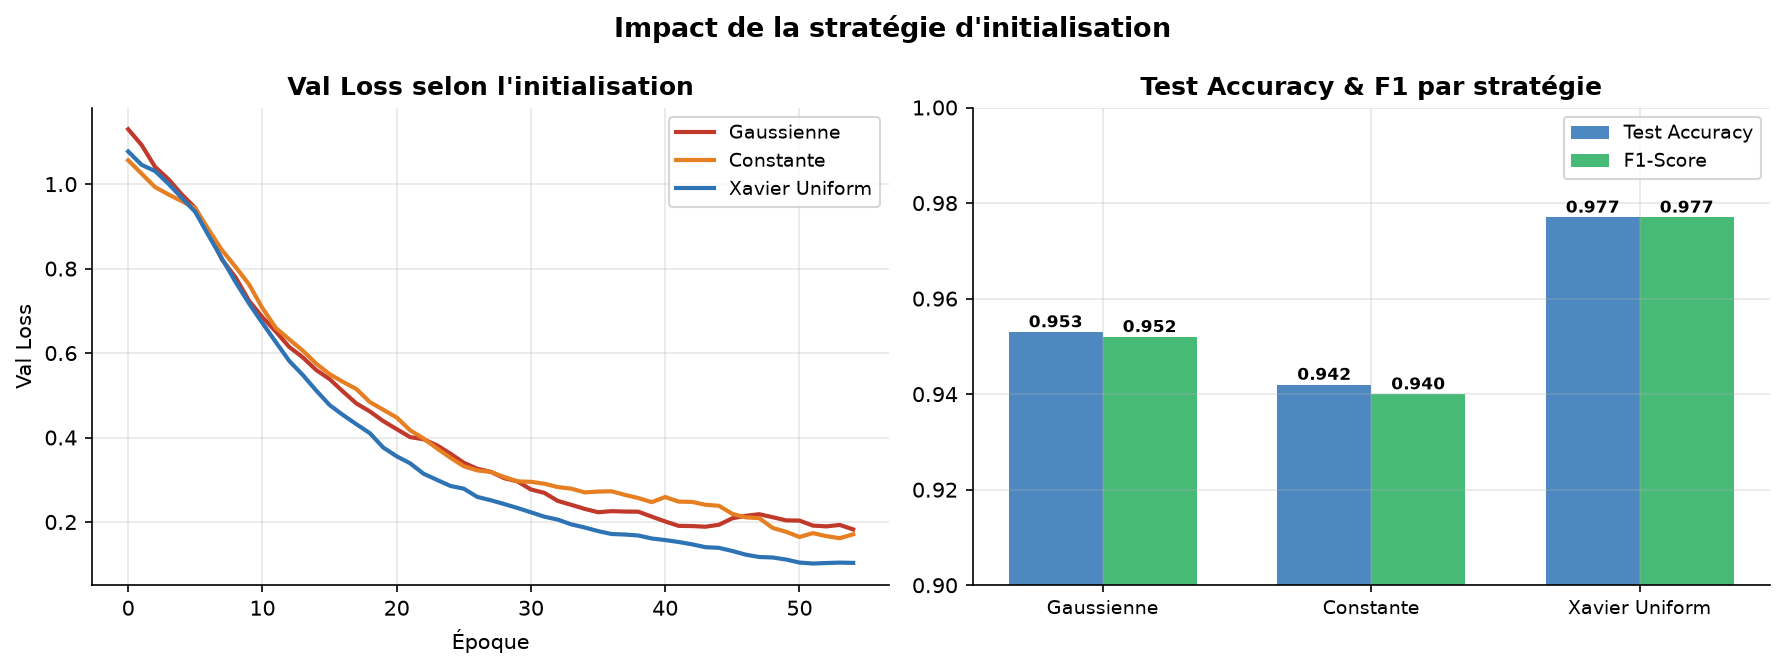 Impact de la stratégie d'initialisation
Val Loss selon l'initialisation
Val Loss
1.0
0.8
0.6
0.4
0.2
0 10 20 30 40 50
Époque
Gaussienne
Constante
Xavier Uniform
Test Accuracy & F1 par stratégie
1.00
0.98
0.96
0.94
0.92
0.90
Test Accuracy
F1-Score
0.953 0.952
0.942 0.940
0.977 0.977
Gaussienne Constante Xavier Uniform